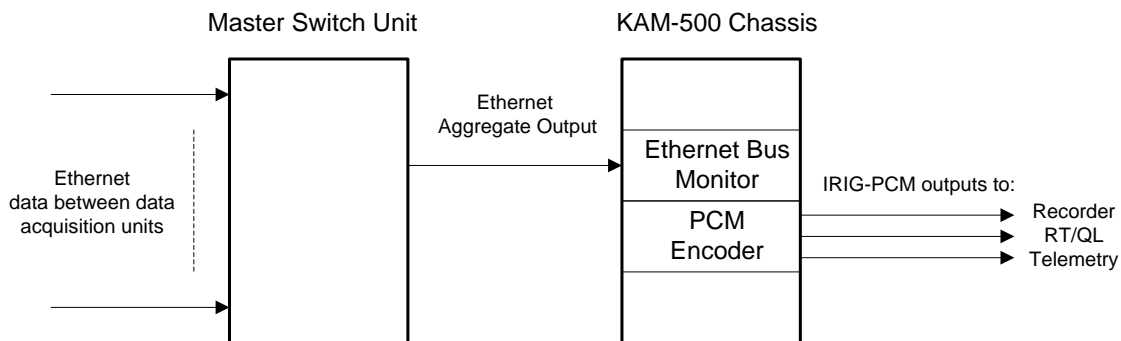 Master Switch Unit
KAM-500 Chassis
Ethernet
Aggregate Output
Ethernet
data between data
acquisition units
Ethernet Bus
Monitor
PCM
Encoder
IRIG-PCM outputs to:
Recorder
RT/QL
Telemetry